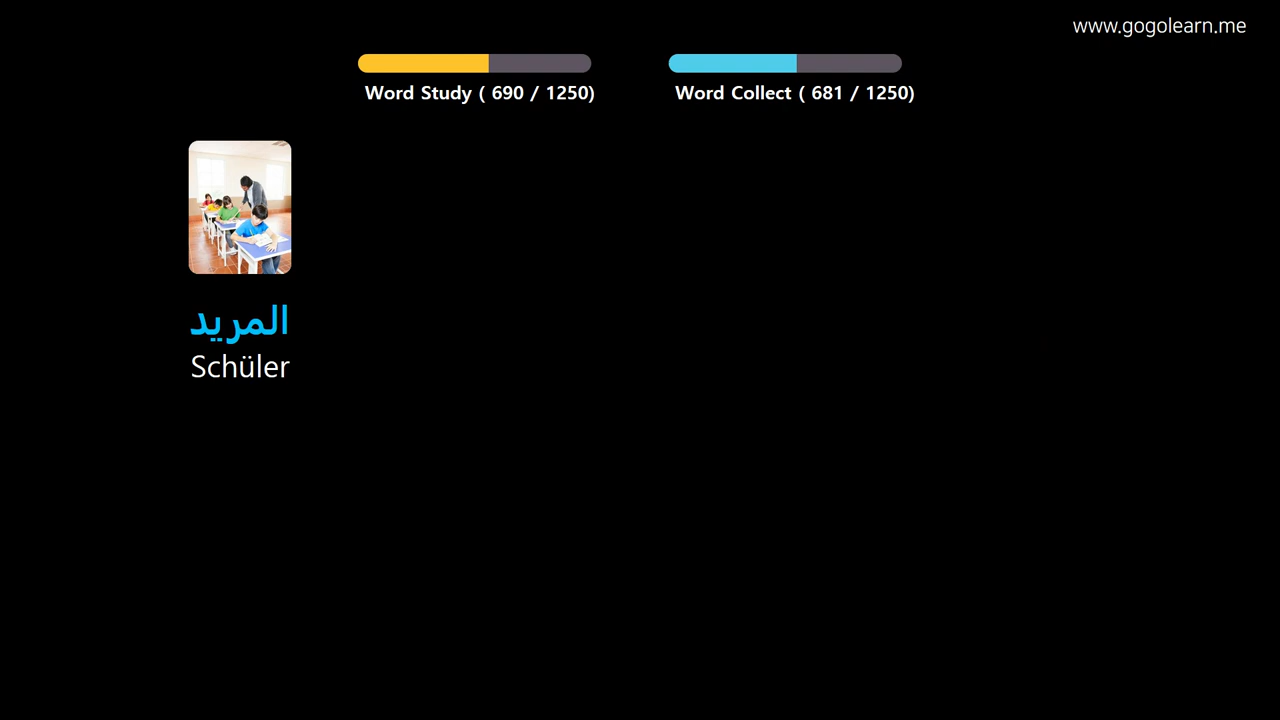 www.gogolearn.me
Word Study ( 690 / 1250)
Word Collect ( 681 / 1250)
المريد
Schüler